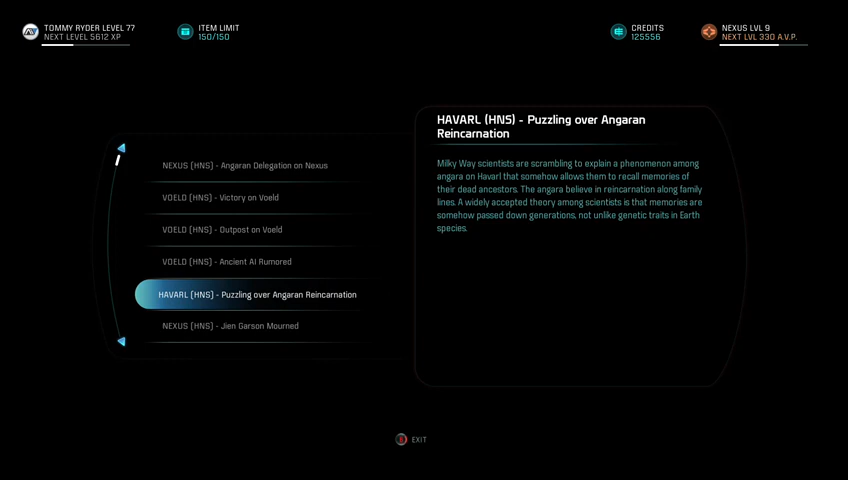 TOMMY RYDER LEVEL 77
NEXT LEVEL 5612 XP
ITEM LIMIT
150/150
CREDITS
125556
NEXUS LVL 9
NEXT LVL 330 A.V.P.
NEXUS (HNS) - Angaran Delegation on Nexus
VOELD (HNS) - Victory on Voeld
VOELD (HNS) - Outpost on Voeld
VOELD (HNS) - Ancient AI Rumored
HAVARL (HNS) - Puzzling over Angaran Reincarnation
NEXUS (HNS) - Jien Garson Mourned
HAVARL (HNS) - Puzzling over Angaran
Reincarnation
Milky Way scientists are scrambling to explain a phenomenon among
angara on Havarl that somehow allows them to recall memories of
their dead ancestors. The angara believe in reincarnation along family
lines. A widely accepted theory among scientists is that memories are
somehow passed down generations, not unlike genetic traits in Earth
species.
EXIT